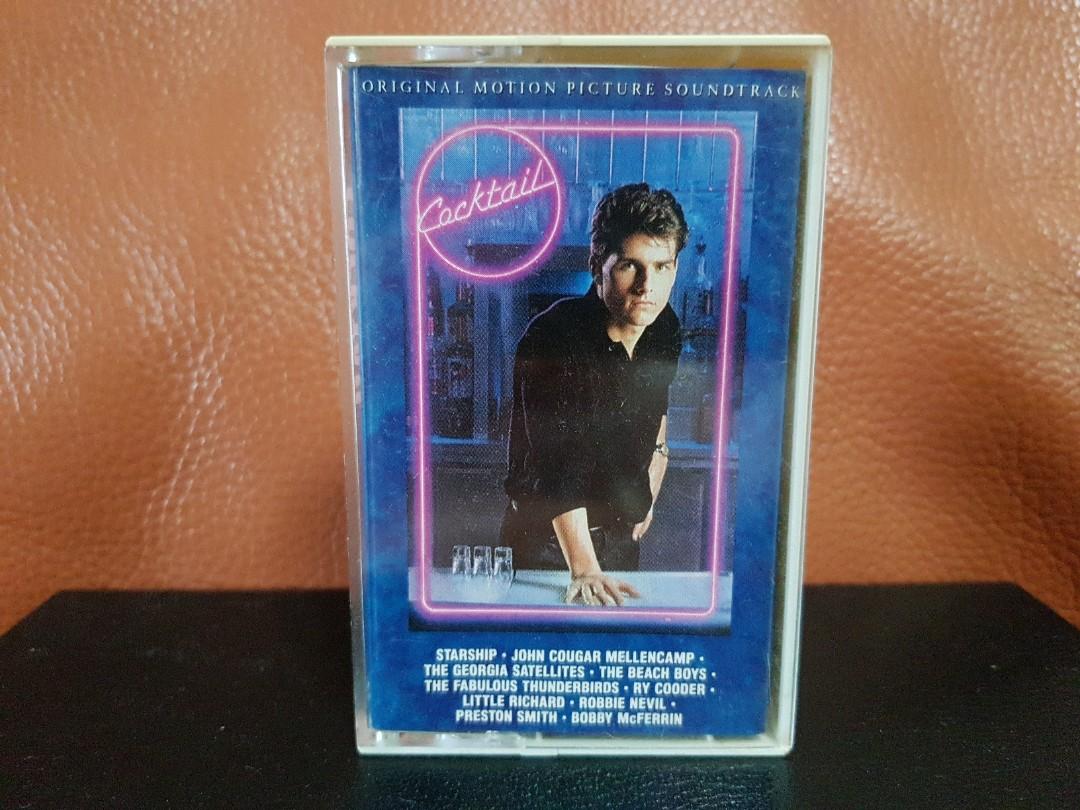 ORIGINAL MOTION PICTURE SOUNDTRACK
Cocktail
STARSHIP • JOHN COUGAR MELLENCAMP •
THE GEORGIA SATELLITES • THE BEACH BOYS •
THE FABULOUS THUNDERBIRDS • RY COODER •
LITTLE RICHARD • ROBBIE NEVIL •
PRESTON SMITH • BOBBY McFERRIN